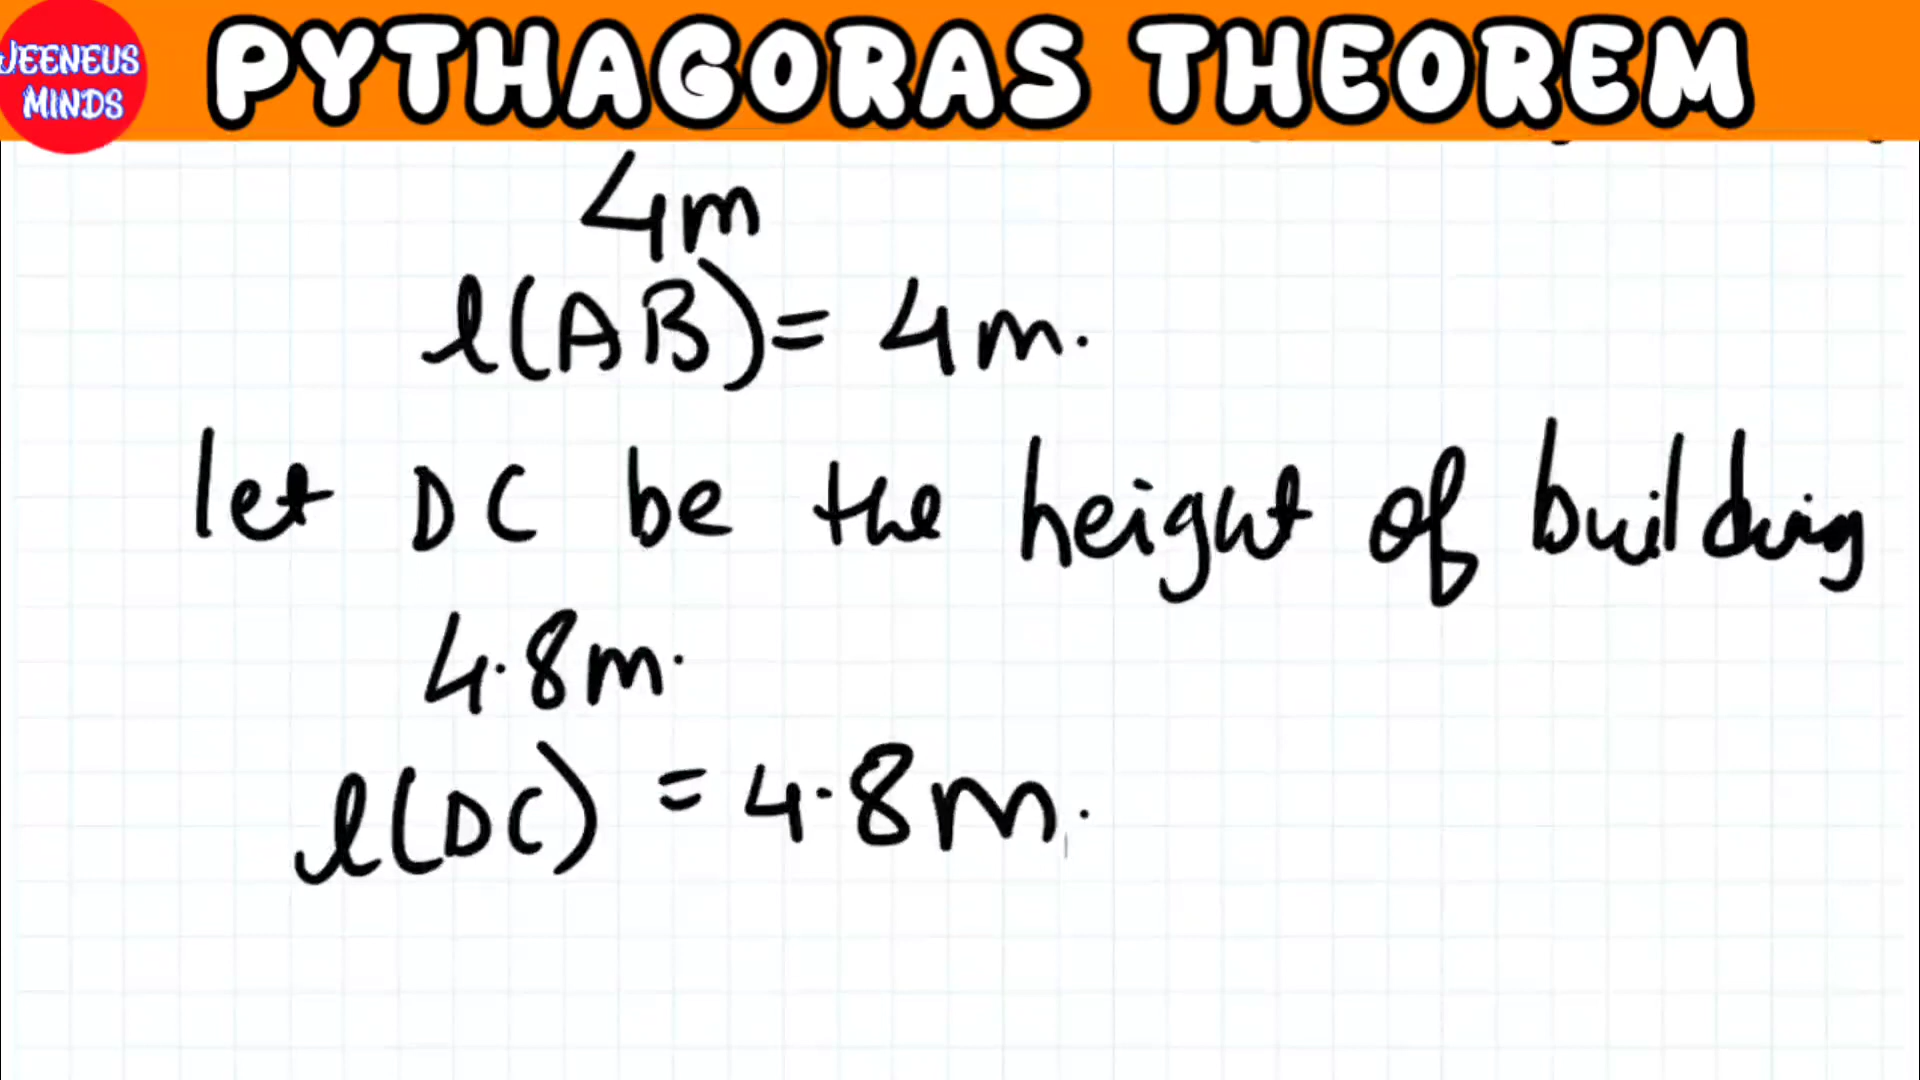 JEENEUS
MINDS
PYTHAGORAS THEOREM
4m
l(AB) = 4m.
let DC be the height of building
4.8m.
l(DC) = 4.8m.